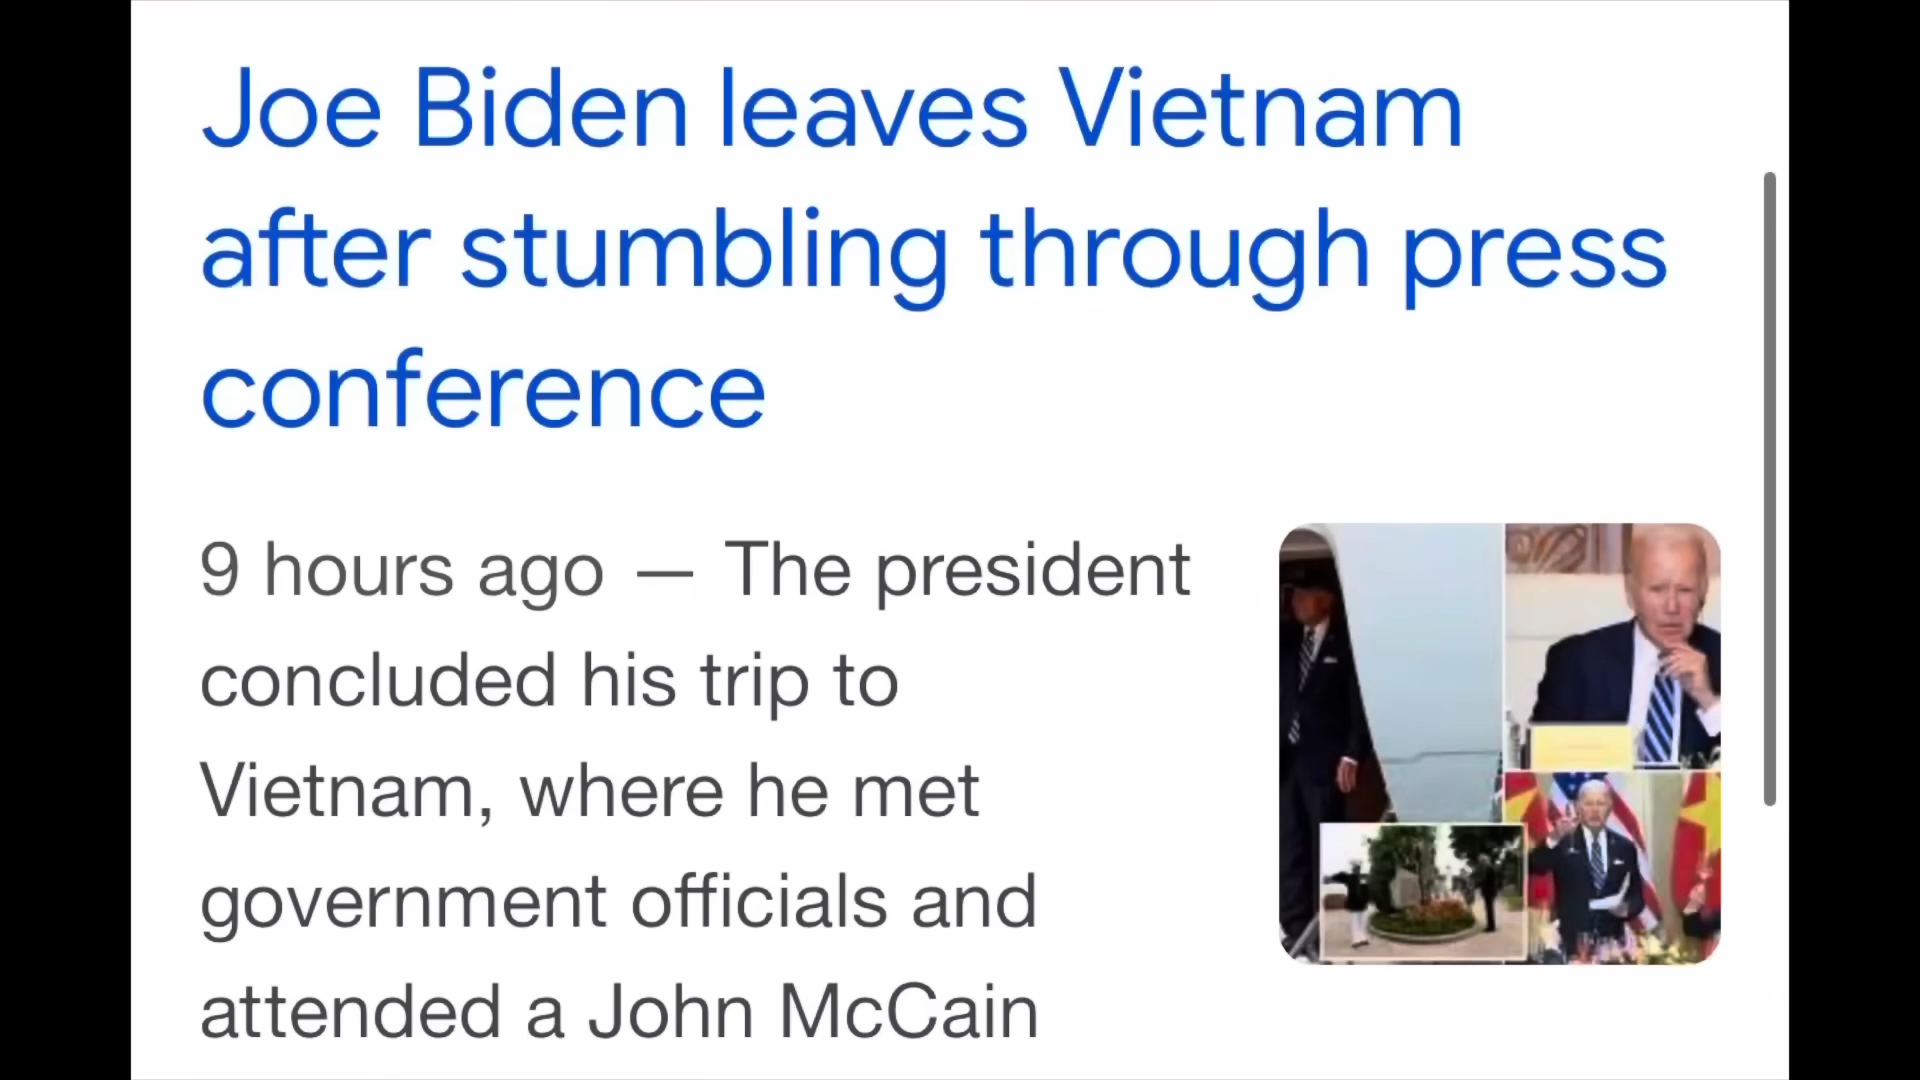 Joe Biden leaves Vietnam
after stumbling through press
conference
9 hours ago — The president
concluded his trip to
Vietnam, where he met
government officials and
attended a John McCain